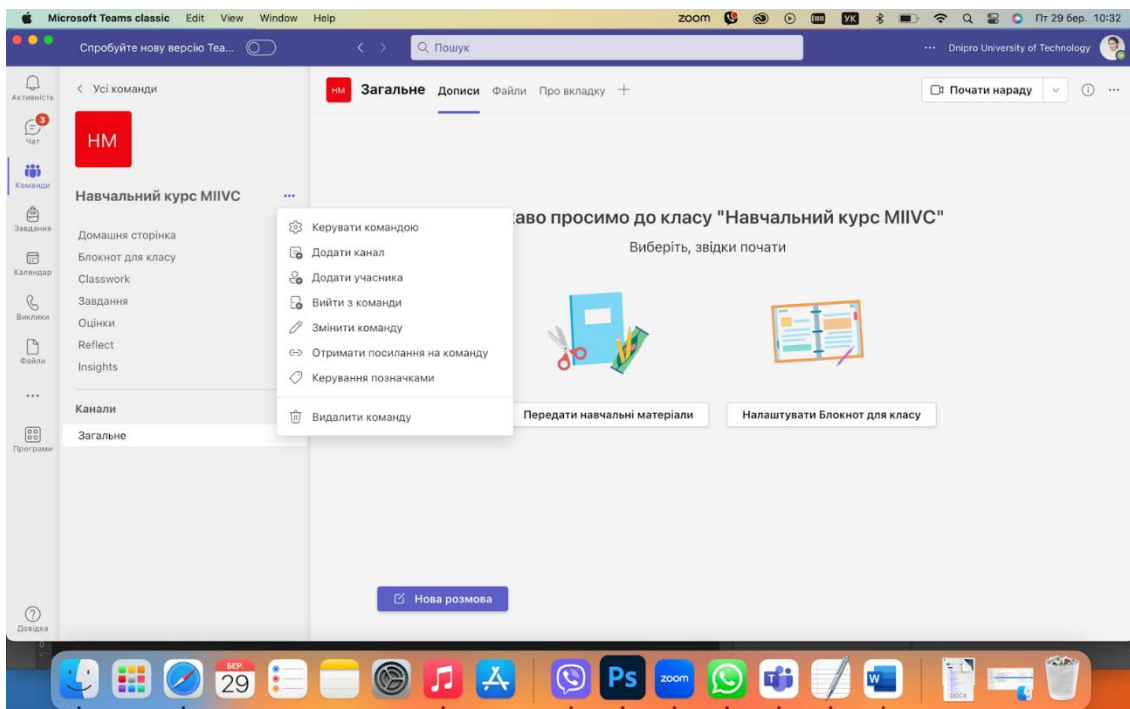 Microsoft Teams classic Edit View Window Help zoom УК Пт 29 бер. 10:32
Спробуйте нову версію Tea... Пошук Dnipro University of Technology
Активність
Чат
3
Команди
Завдання
Календар
Виклики
Файли
Програми
Довідка
Усі команди
НМ
Навчальний курс MIIVC
Домашня сторінка
Блокнот для класу
Classwork
Завдання
Оцінки
Reflect
Insights
Канали
Загальне
Керувати командою
Додати канал
Додати учасника
Вийти з команди
Змінити команду
Отримати посилання на команду
Керування позначками
Видалити команду
НМ Загальне Дописи Файли Про вкладку Почати нараду
просимо до класу "Навчальний курс MIIVC"
Виберіть, звідки почати
Передати навчальні матеріали Налаштувати Блокнот для класу
Нова розмова
БЕР.
29
Ps
zoom
W
DOCX